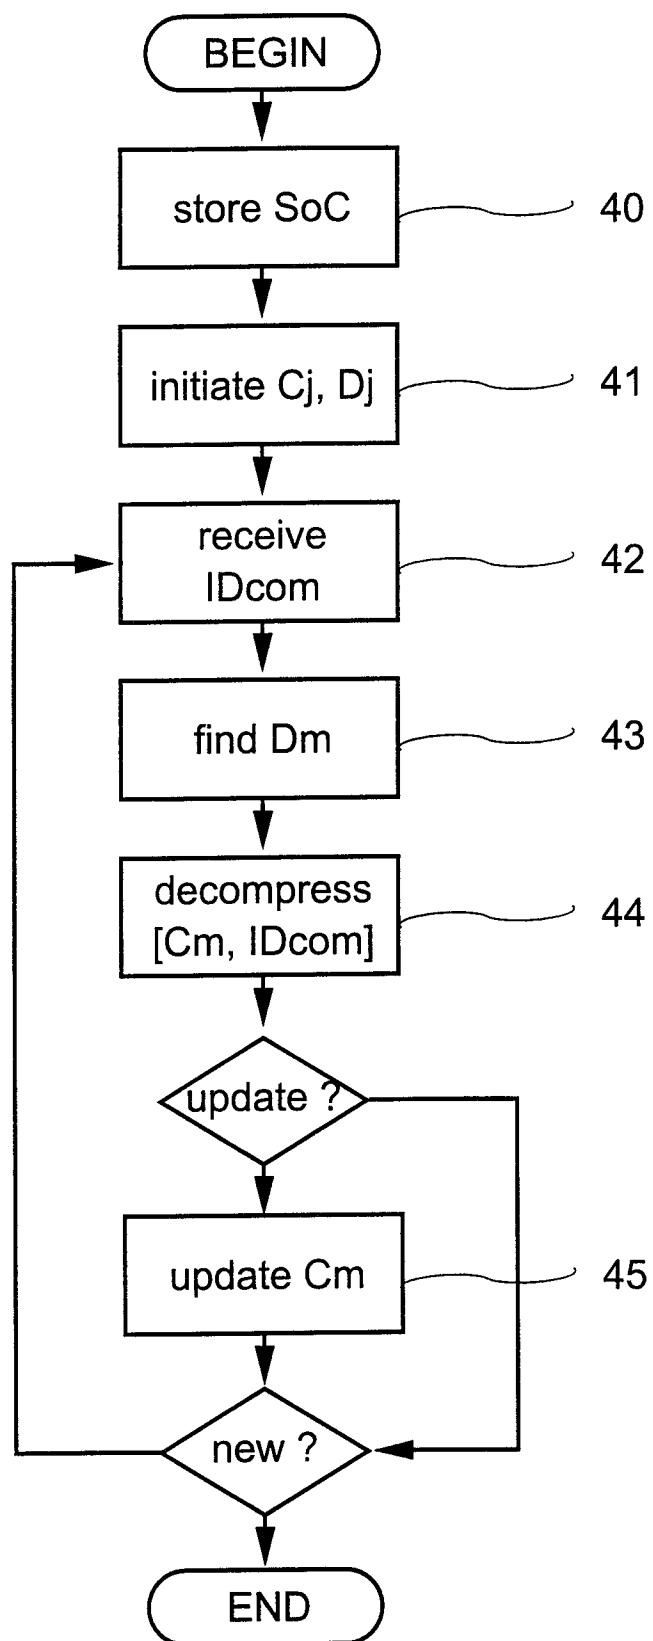 BEGIN
store SoC
40
initiate Cj, Dj
41
receive
IDcom
42
find Dm
43
decompress
[Cm, IDcom]
44
update ?
update Cm
45
new ?
END